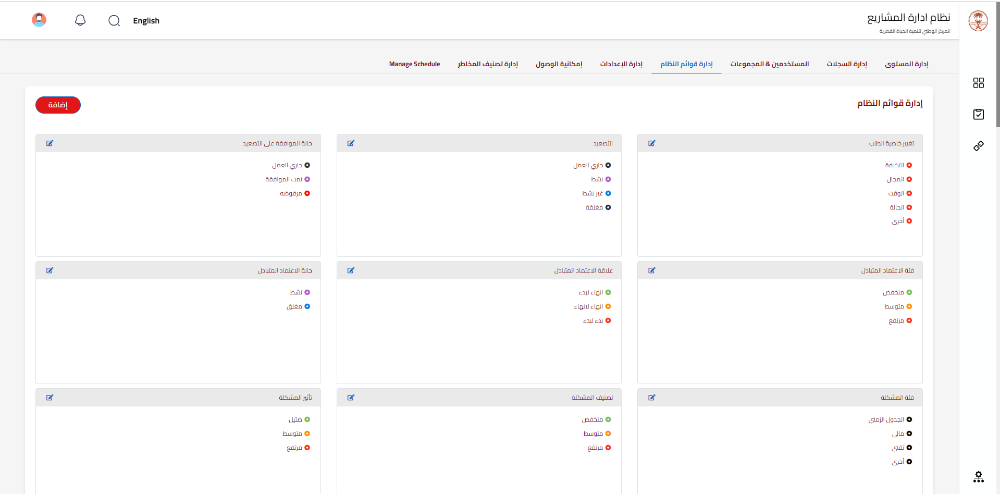 نظام ادارة المشاريع
المركز الوطني لتنمية الحياة الفطرية
English
إدارة المستوى
إدارة السجلات
المستخدمين & المجموعات
إدارة قوائم النظام
إدارة الإعدادات
إمكانية الوصول
إدارة تصنيف المخاطر
Manage Schedule
إدارة قوائم النظام
إضافة
تغيير خاصية الطلب
التكلفة
المجال
الوقت
الحالة
أخرى
التصعيد
جاري العمل
نشط
غير نشط
مغلقة
حالة الموافقة على التصعيد
جاري العمل
تمت الموافقة
مرفوضه
فئة الاعتماد المتبادل
منخفض
متوسط
مرتفع
علاقة الاعتماد المتبادل
انهاء لبدء
انهاء لانهاء
بدء لبدء
حالة الاعتماد المتبادل
نشط
مغلق
فئة المشكلة
الجدول الزمني
مالي
تقني
أخرى
تصنيف المشكلة
منخفض
متوسط
مرتفع
تأثير المشكلة
ضئيل
متوسط
مرتفع